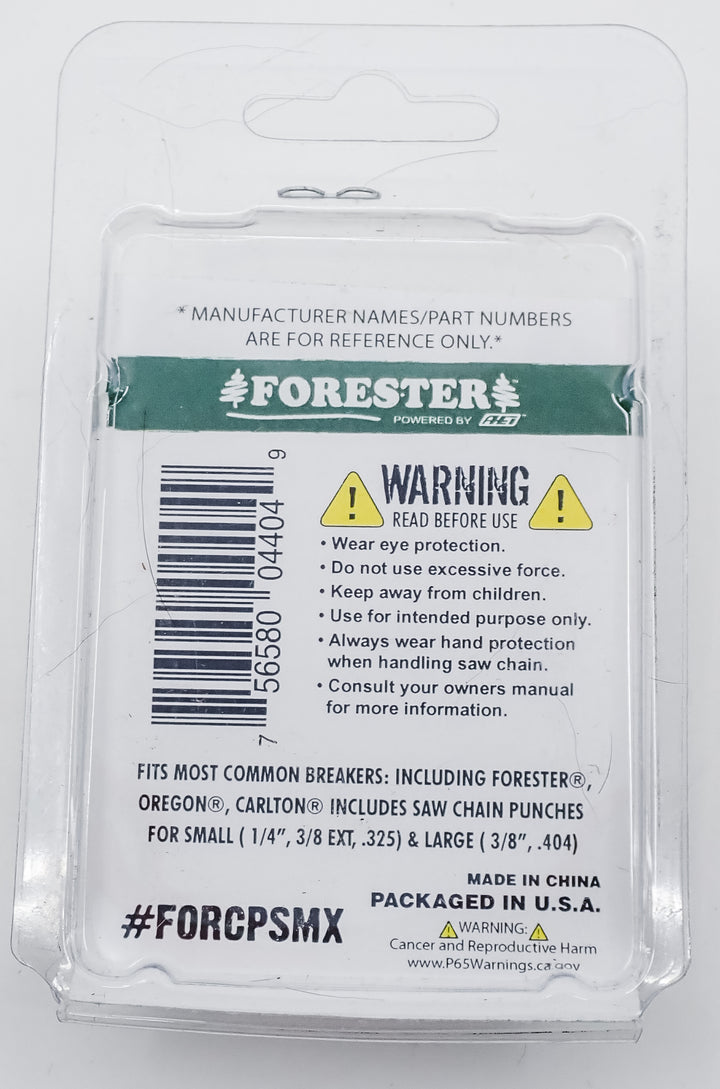 *MANUFACTURER NAMES/PART NUMBERS
ARE FOR REFERENCE ONLY.*
FORESTER™
POWERED BY AET™
WARNING
READ BEFORE USE
• Wear eye protection.
• Do not use excessive force.
• Keep away from children.
• Use for intended purpose only.
• Always wear hand protection
when handling saw chain.
• Consult your owners manual
for more information.
7 56580 04404 9
FITS MOST COMMON BREAKERS: INCLUDING FORESTER®,
OREGON®, CARLTON® INCLUDES SAW CHAIN PUNCHES
FOR SMALL ( 1/4", 3/8 EXT, .325) & LARGE ( 3/8", .404)
MADE IN CHINA
PACKAGED IN U.S.A.
#FORCPSMX
WARNING:
Cancer and Reproductive Harm
www.P65Warnings.ca.gov